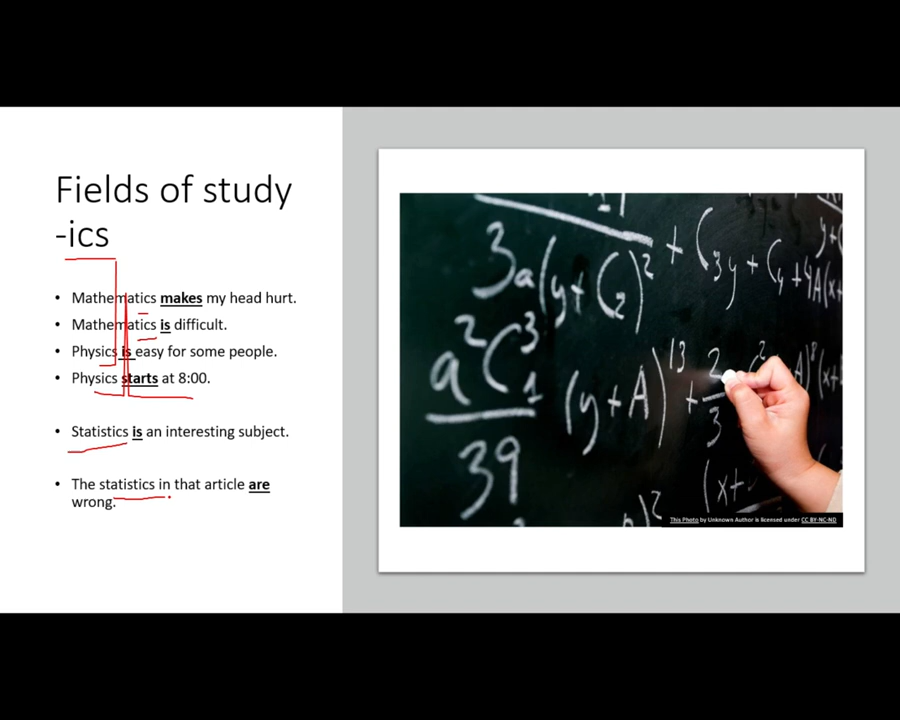 Fields of study
-ics
• Mathematics makes my head hurt.
• Mathematics is difficult.
• Physics is easy for some people.
• Physics starts at 8:00.
• Statistics is an interesting subject.
• The statistics in that article are
wrong.
3a(y+C2)² + C3y + Cy + 4A(x+
a²C³1
39
(y+A)¹³ + 2
3
(x+
This Photo by Unknown Author is licensed under CC BY-NC-ND